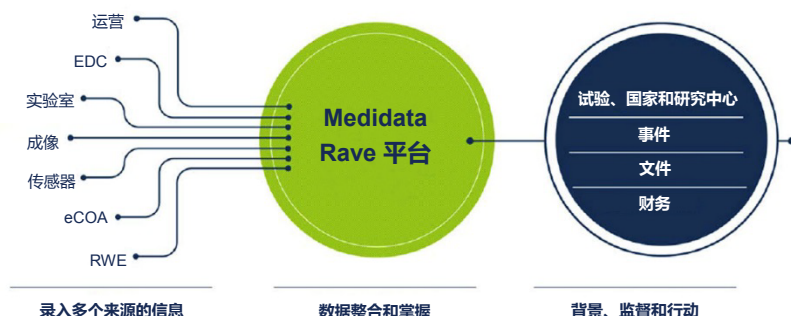 运营
EDC
实验室
成像
传感器
eCOA
RWE
Medidata
Rave 平台
试验、国家和研究中心
事件
文件
财务
录入多个来源的信息
数据整合和掌握
背景、监督和行动